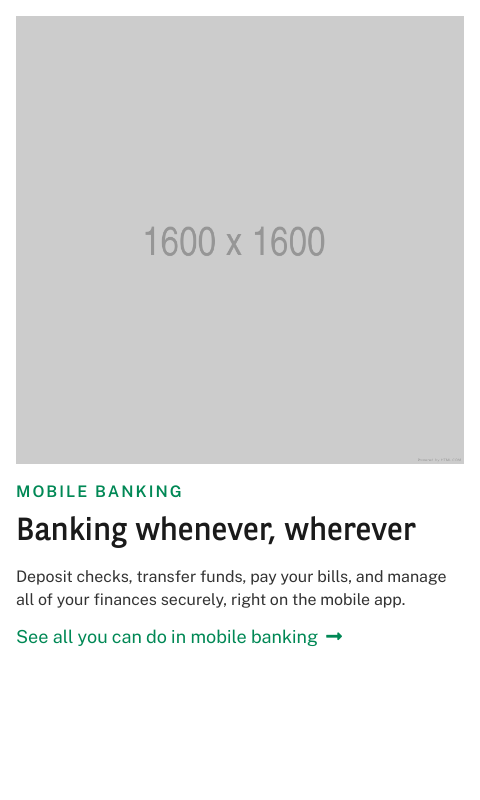 1600 x 1600
MOBILE BANKING
Banking whenever, wherever
Deposit checks, transfer funds, pay your bills, and manage
all of your finances securely, right on the mobile app.
See all you can do in mobile banking →